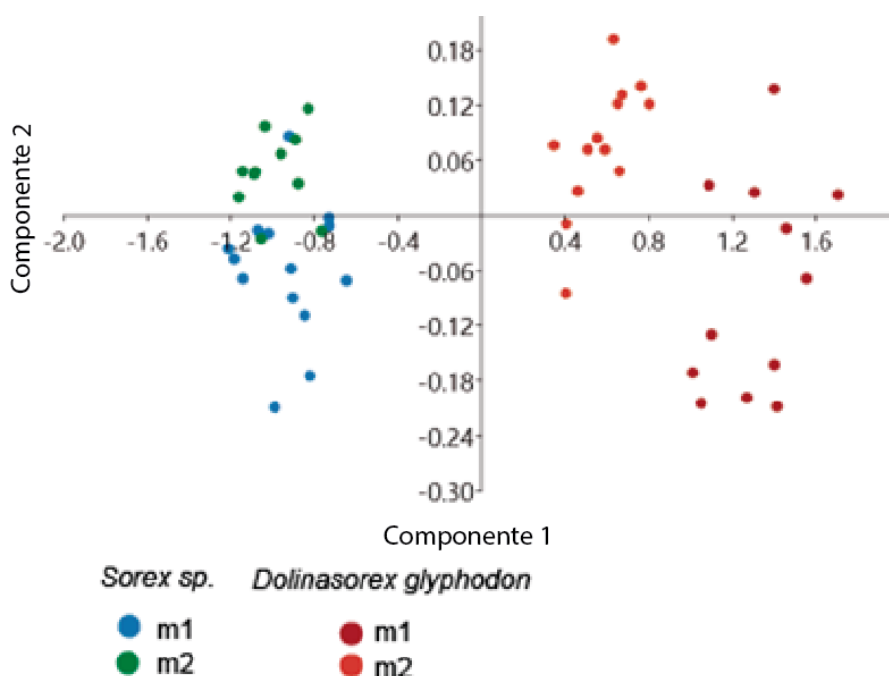 0.18
0.12
0.06
-2.0 -1.6 -1.2 -0.8 -0.4 0.4 0.8 1.2 1.6
-0.06
-0.12
-0.18
-0.24
-0.30
Componente 2
Componente 1
Sorex sp. Dolinasorex glyphodon
m1 m1
m2 m2